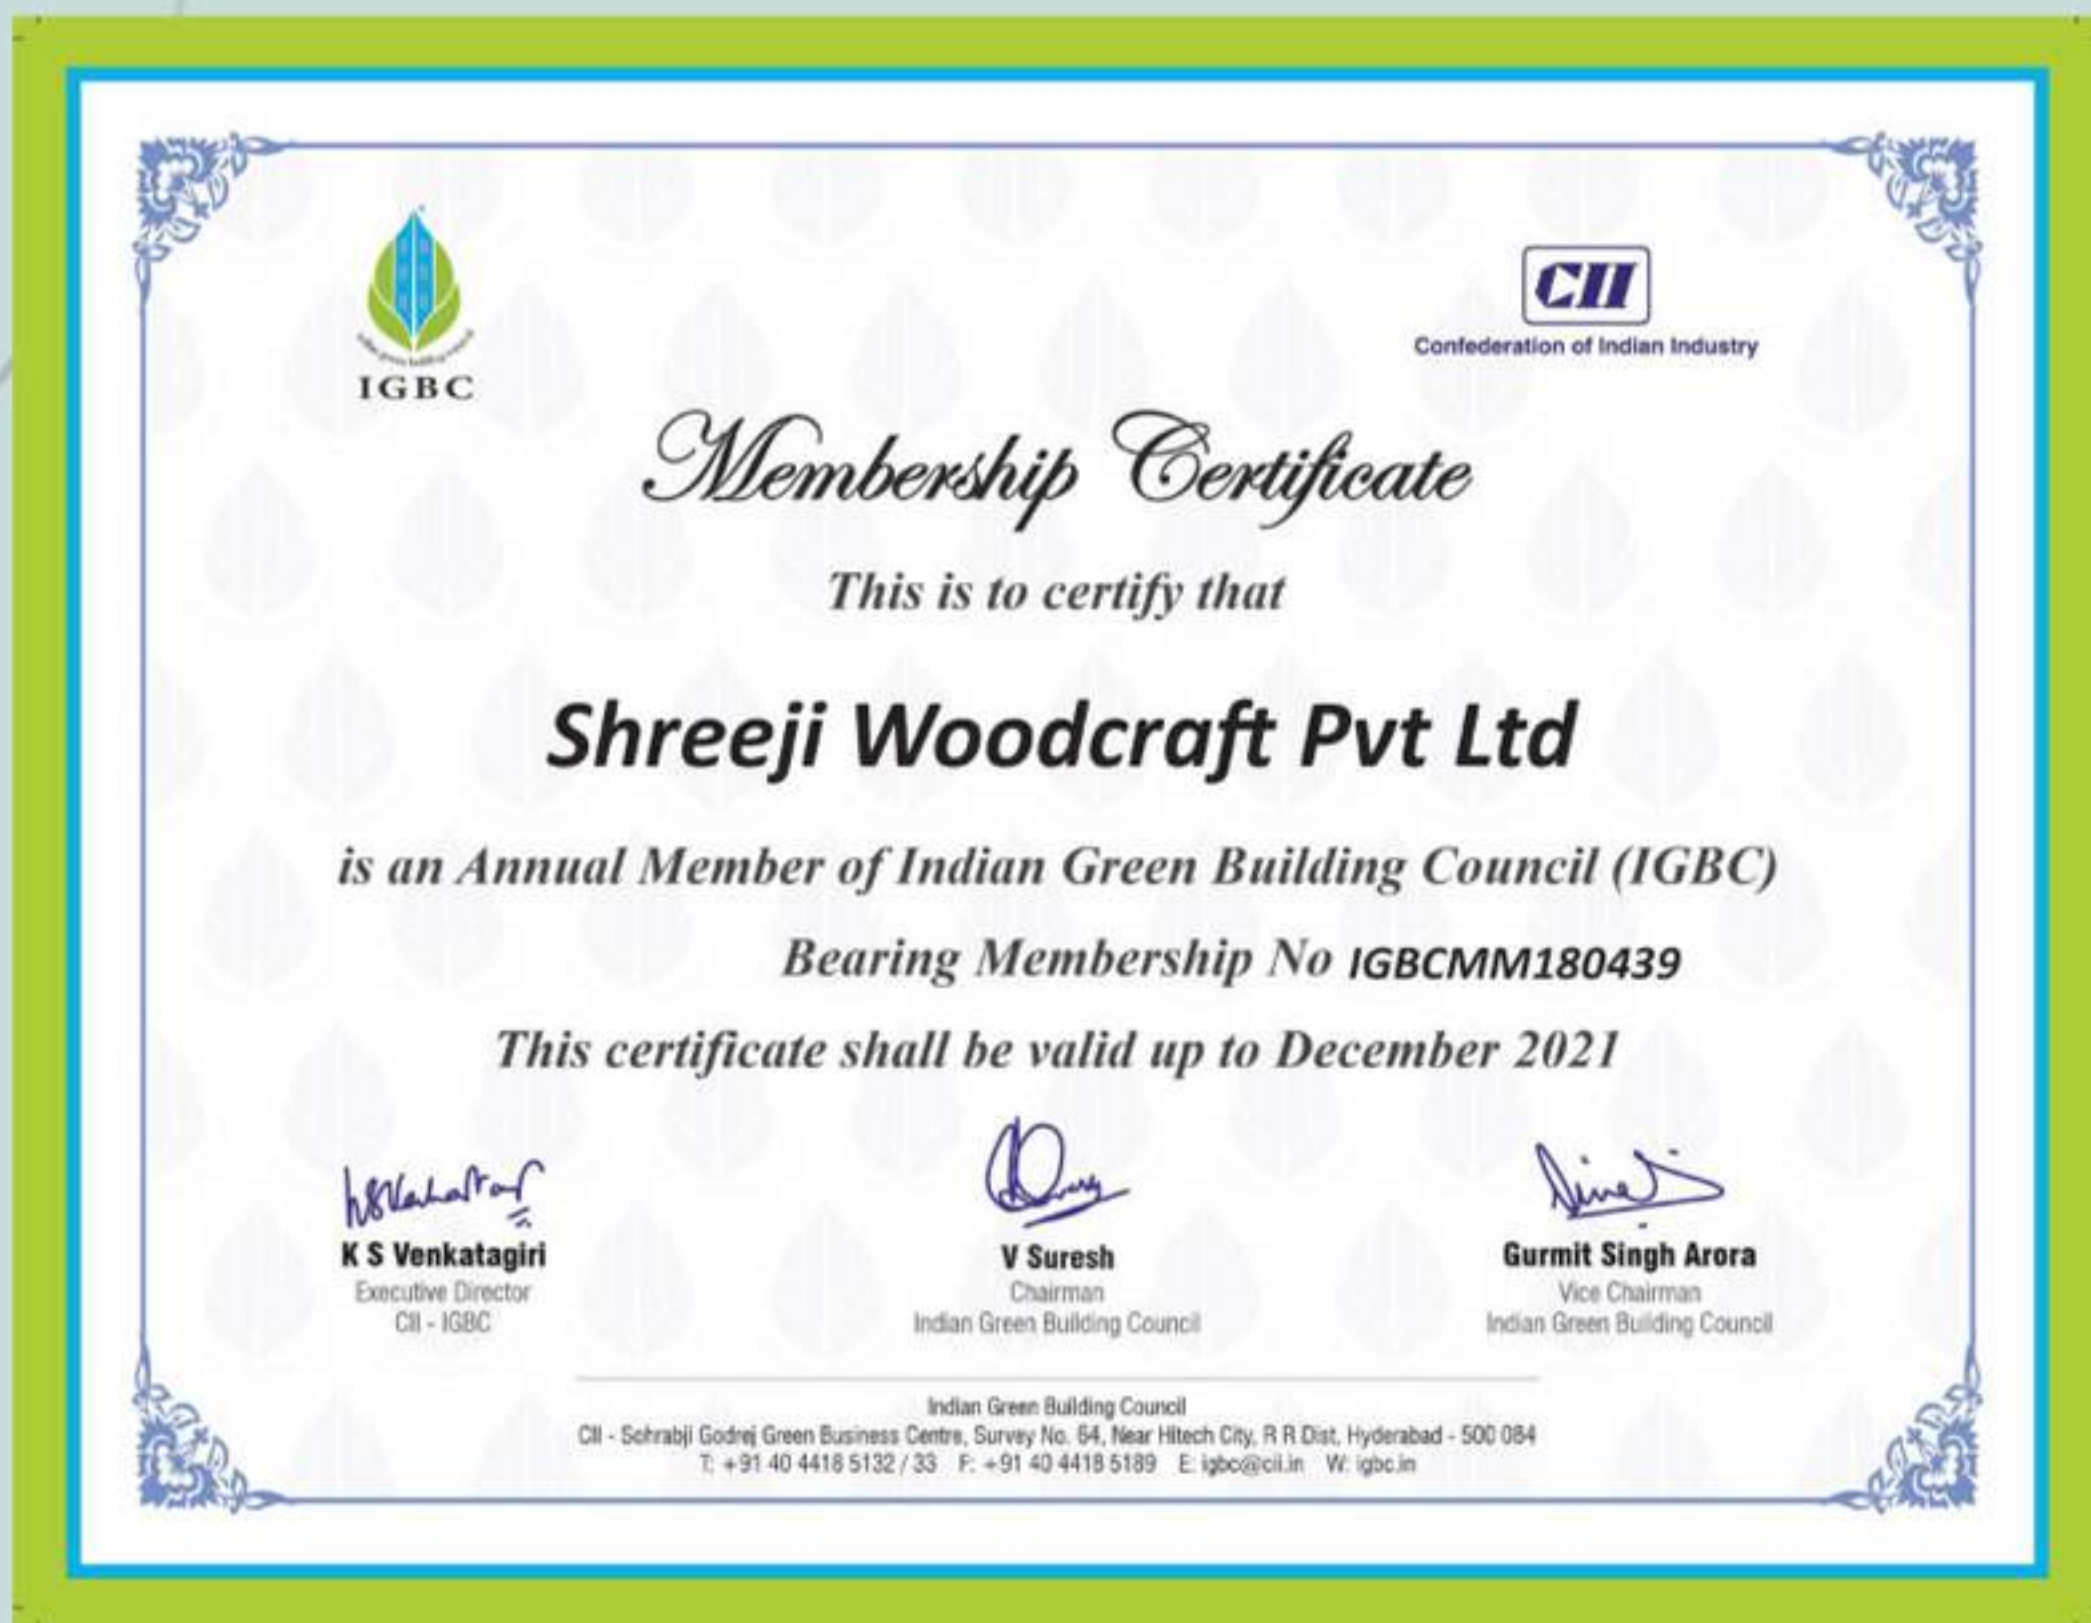 indian green building council
IGBC
CII
Confederation of Indian Industry
Membership Certificate
This is to certify that
Shreeji Woodcraft Pvt Ltd
is an Annual Member of Indian Green Building Council (IGBC)
Bearing Membership No IGBCMM180439
This certificate shall be valid up to December 2021
K S Venkatagiri
Executive Director
CII - IGBC
V Suresh
Chairman
Indian Green Building Council
Gurmit Singh Arora
Vice Chairman
Indian Green Building Council
Indian Green Building Council
CII - Sohrabji Godrej Green Business Centre, Survey No. 64, Near Hitech City, R R Dist, Hyderabad - 500 084
T: +91 40 4418 5132 / 33 F: +91 40 4418 5189 E: igbc@cii.in W: igbc.in